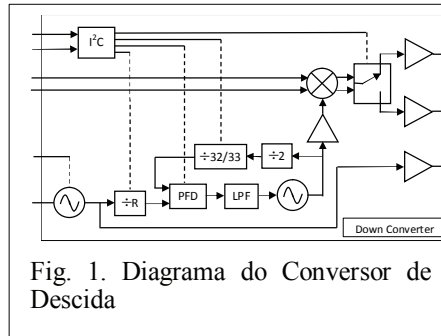 I²C
÷32/33
÷2
÷R
PFD
LPF
Down Converter
Fig. 1. Diagrama do Conversor de
Descida